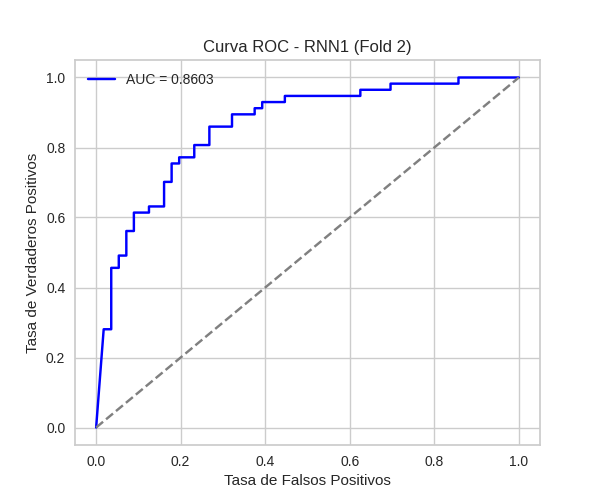 Curva ROC - RNN1 (Fold 2)
AUC = 0.8603
Tasa de Verdaderos Positivos
1.0
0.8
0.6
0.4
0.2
0.0
0.0 0.2 0.4 0.6 0.8 1.0
Tasa de Falsos Positivos